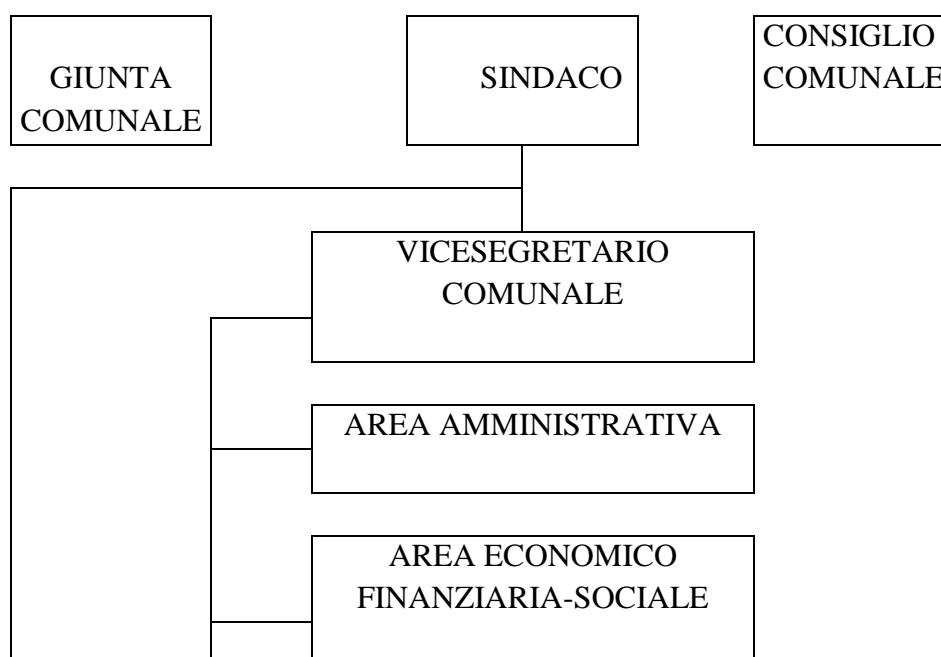 GIUNTA
COMUNALE
SINDACO
CONSIGLIO
COMUNALE
VICESEGRETARIO
COMUNALE
AREA AMMINISTRATIVA
AREA ECONOMICO
FINANZIARIA-SOCIALE